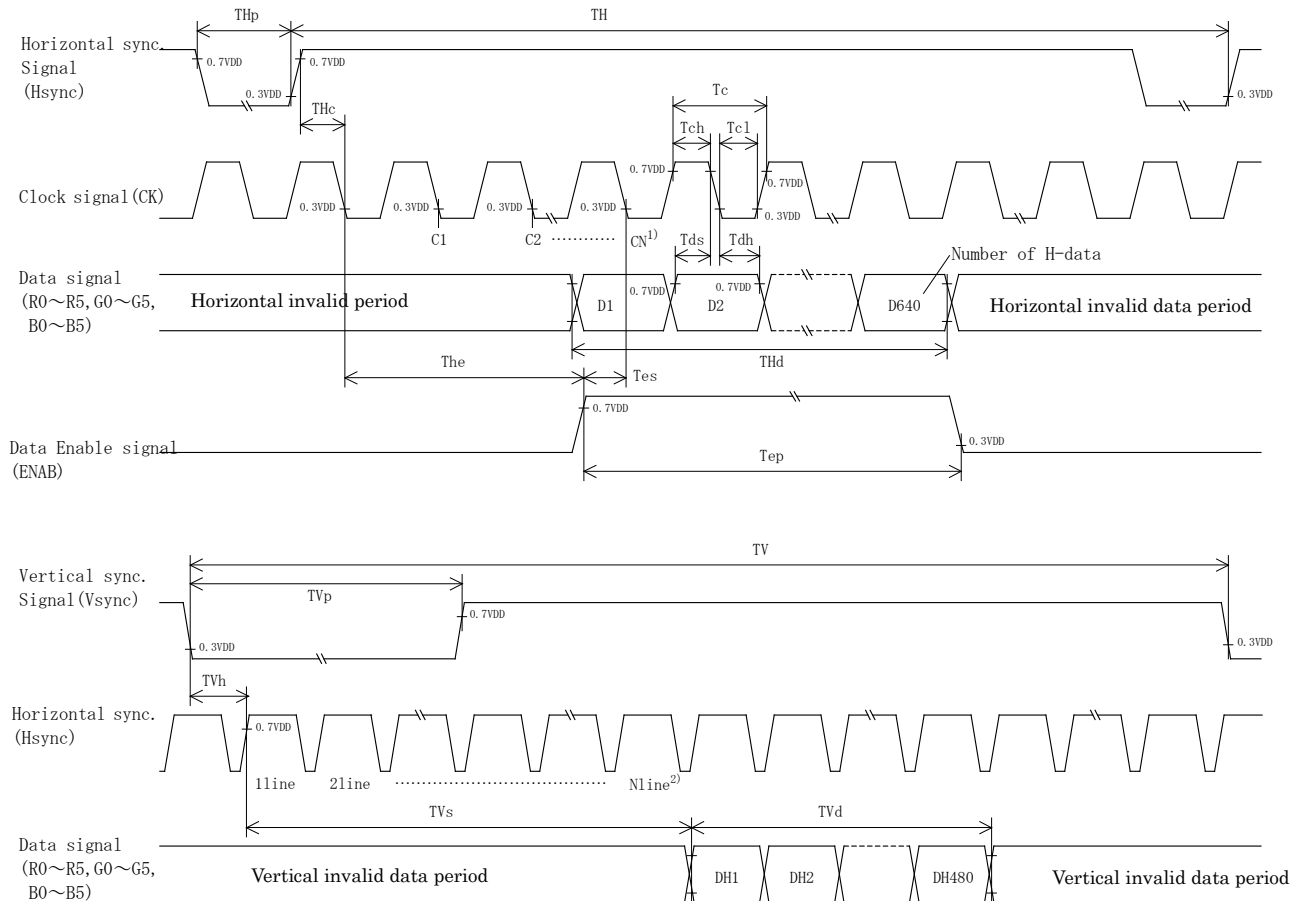 THp
TH
Horizontal sync.
Signal
(Hsync)
0.7VDD
0.7VDD
0.3VDD
0.3VDD
THc
Tc
Tch
Tcl
Clock signal(CK)
0.7VDD
0.7VDD
0.3VDD
0.3VDD
0.3VDD
0.3VDD
0.3VDD
C1
C2
CN1)
Tds
Tdh
Number of H-data
Data signal
(R0～R5,G0～G5,
B0～B5)
Horizontal invalid period
D1
0.7VDD
D2
0.7VDD
D640
Horizontal invalid data period
The
Tes
THd
0.7VDD
Data Enable signal
(ENAB)
0.3VDD
Tep
TV
Vertical sync.
Signal(Vsync)
TVp
0.7VDD
0.3VDD
0.3VDD
TVh
Horizontal sync.
(Hsync)
0.7VDD
1line
2line
Nline2)
TVs
TVd
Data signal
(R0～R5,G0～G5,
B0～B5)
Vertical invalid data period
DH1
DH2
DH480
Vertical invalid data period